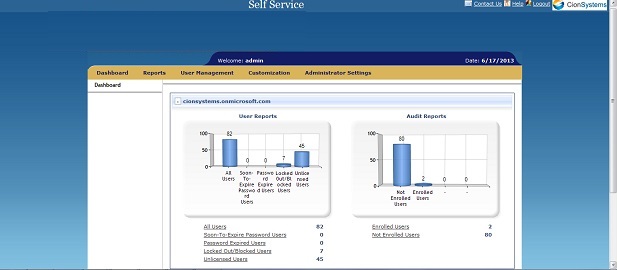 Self Service
Contact Us Help Logout CionSystems
Welcome: admin Date: 6/17/2013
Dashboard Reports User Management Customization Administrator Settings
Dashboard
cionsystems.onmicrosoft.com
User Reports
100
50
0
82
0
0
7
45
All Users
Soon-To-Expire Password Users
Password Expired Users
Locked Out/Blocked Users
Unlicensed Users
All Users 82
Soon-To-Expire Password Users 0
Password Expired Users 0
Locked Out/Blocked Users 7
Unlicensed Users 45
Audit Reports
100
50
0
80
2
0
0
Not Enrolled Users
Enrolled Users
-
-
Enrolled Users 2
Not Enrolled Users 80